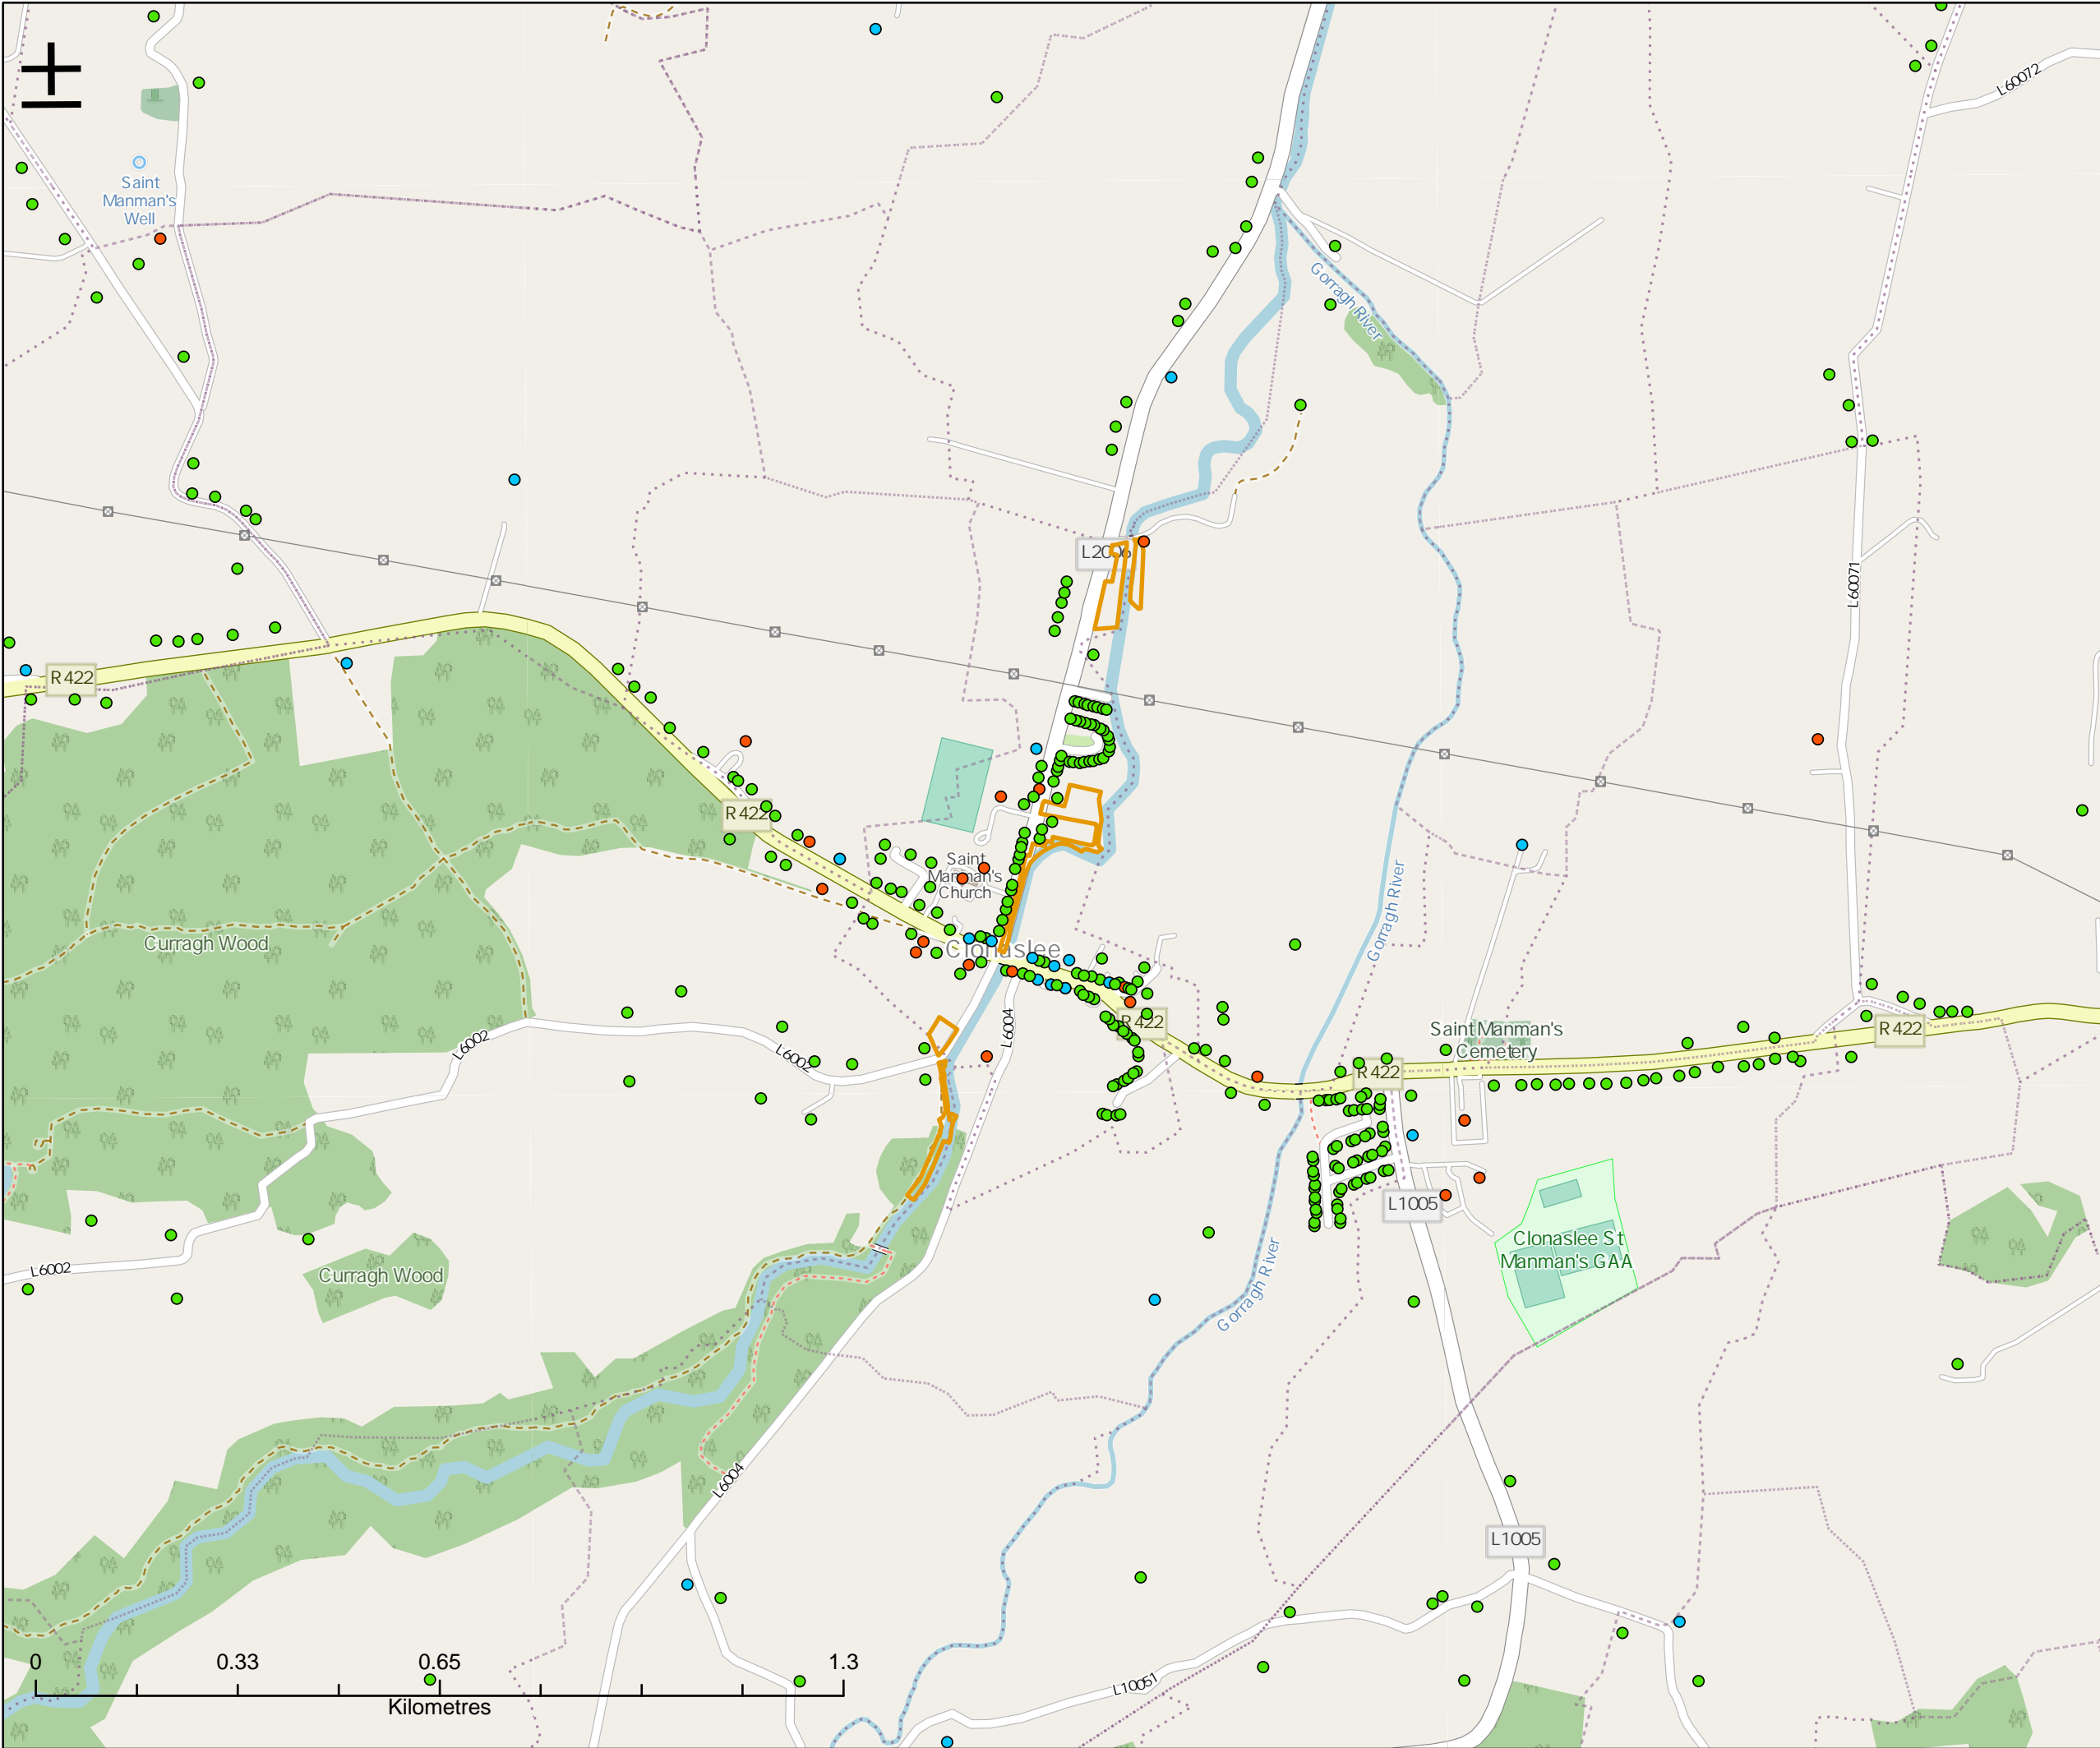 L60072
Saint
Manman's
Well
Gorragh River
L2006
L60071
R422
R422
Saint
Manman's
Church
Gorragh River
Curragh Wood
Clonaslee
L6004
R422
Saint Manman's
Cemetery
R422
L6002
L6002
R422
L1005
Clonaslee St
Manman's GAA
L6002
Curragh Wood
Gorragh River
L6004
L1005
0 0.33 0.65 1.3
Kilometres
L10051